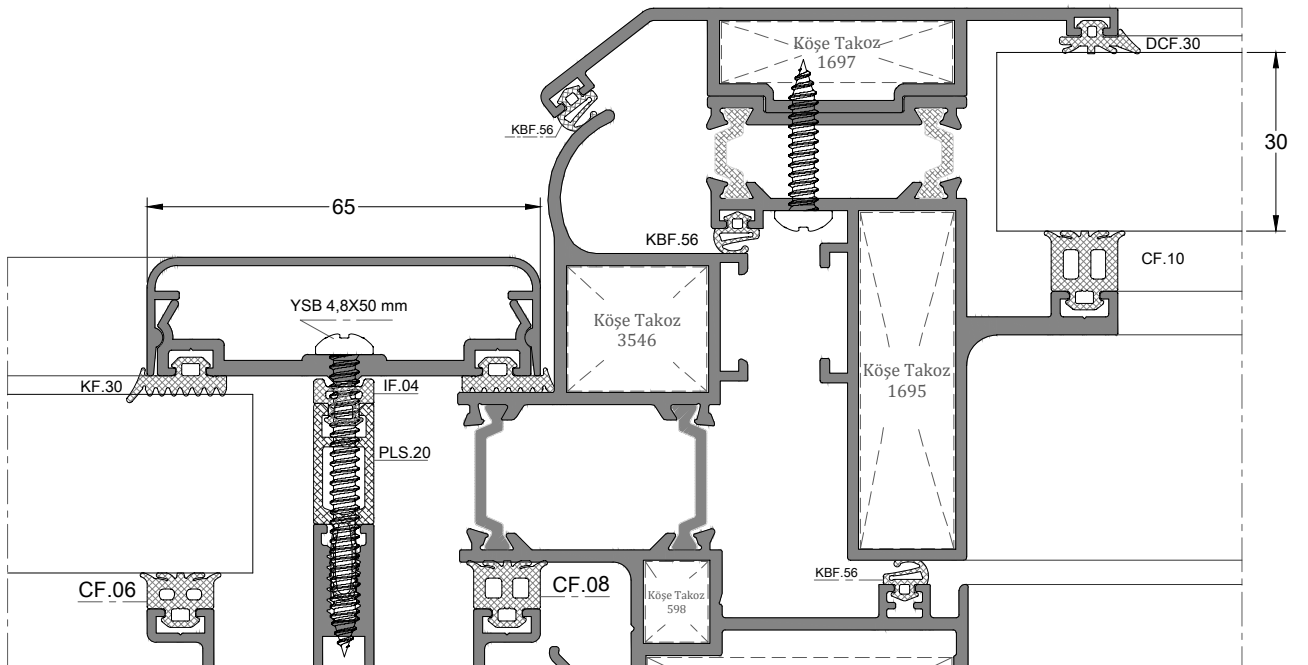 Köşe Takoz
1697
DCF.30
KBF.56
30
65
KBF.56
CF.10
YSB 4,8X50 mm
Köşe Takoz
3546
Köşe Takoz
1695
KF.30
IF.04
PLS.20
CF.06
CF.08
KBF.56
Köşe Takoz
598